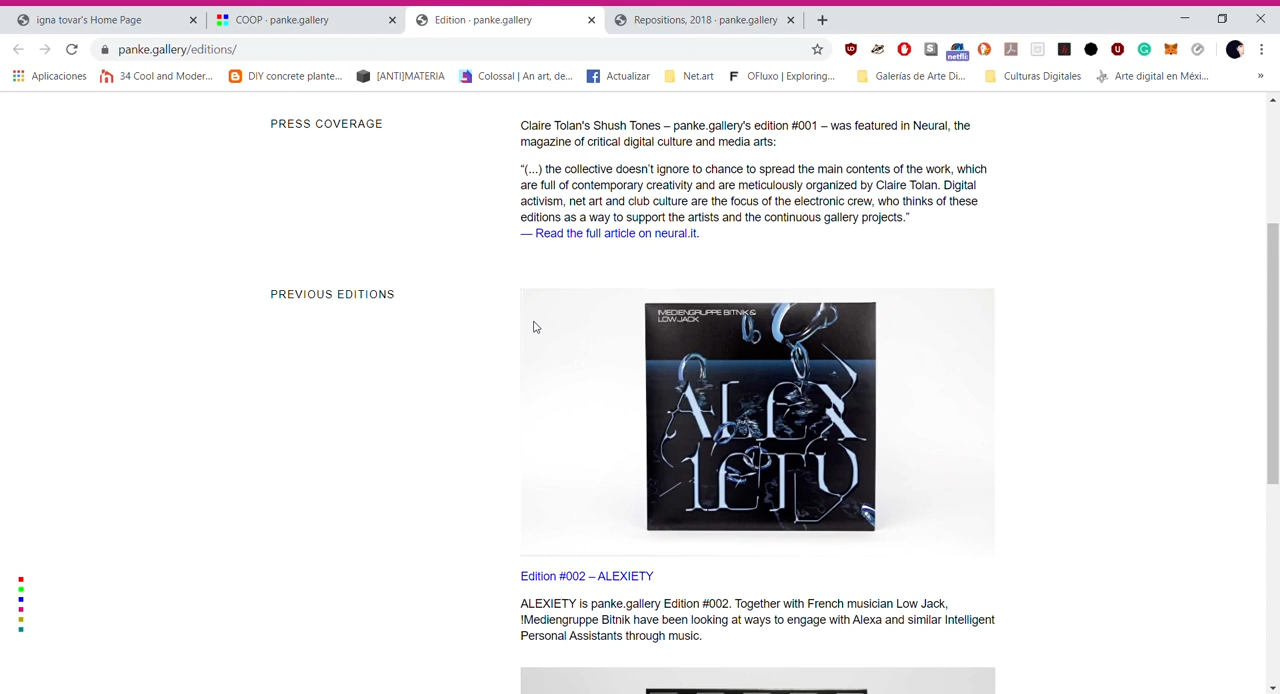 igna tovar's Home Page
COOP · panke.gallery
Edition · panke.gallery
Repositions, 2018 · panke.gallery
panke.gallery/editions/
netflic
Aplicaciones
34 Cool and Moder...
DIY concrete plante...
[ANTI]MATERIA
Colossal | An art, de...
Actualizar
Net.art
OFluxo | Exploring...
Galerías de Arte Di...
Culturas Digitales
Arte digital en Méxi...
»
PRESS COVERAGE
Claire Tolan's Shush Tones – panke.gallery's edition #001 – was featured in Neural, the
magazine of critical digital culture and media arts:
“(...) the collective doesn’t ignore to chance to spread the main contents of the work, which
are full of contemporary creativity and are meticulously organized by Claire Tolan. Digital
activism, net art and club culture are the focus of the electronic crew, who thinks of these
editions as a way to support the artists and the continuous gallery projects.”
— Read the full article on neural.it.
PREVIOUS EDITIONS
!MEDIENGRUPPE BITNIK &
LOW JACK
ALEX
IETY
Edition #002 – ALEXIETY
ALEXIETY is panke.gallery Edition #002. Together with French musician Low Jack,
!Mediengruppe Bitnik have been looking at ways to engage with Alexa and similar Intelligent
Personal Assistants through music.